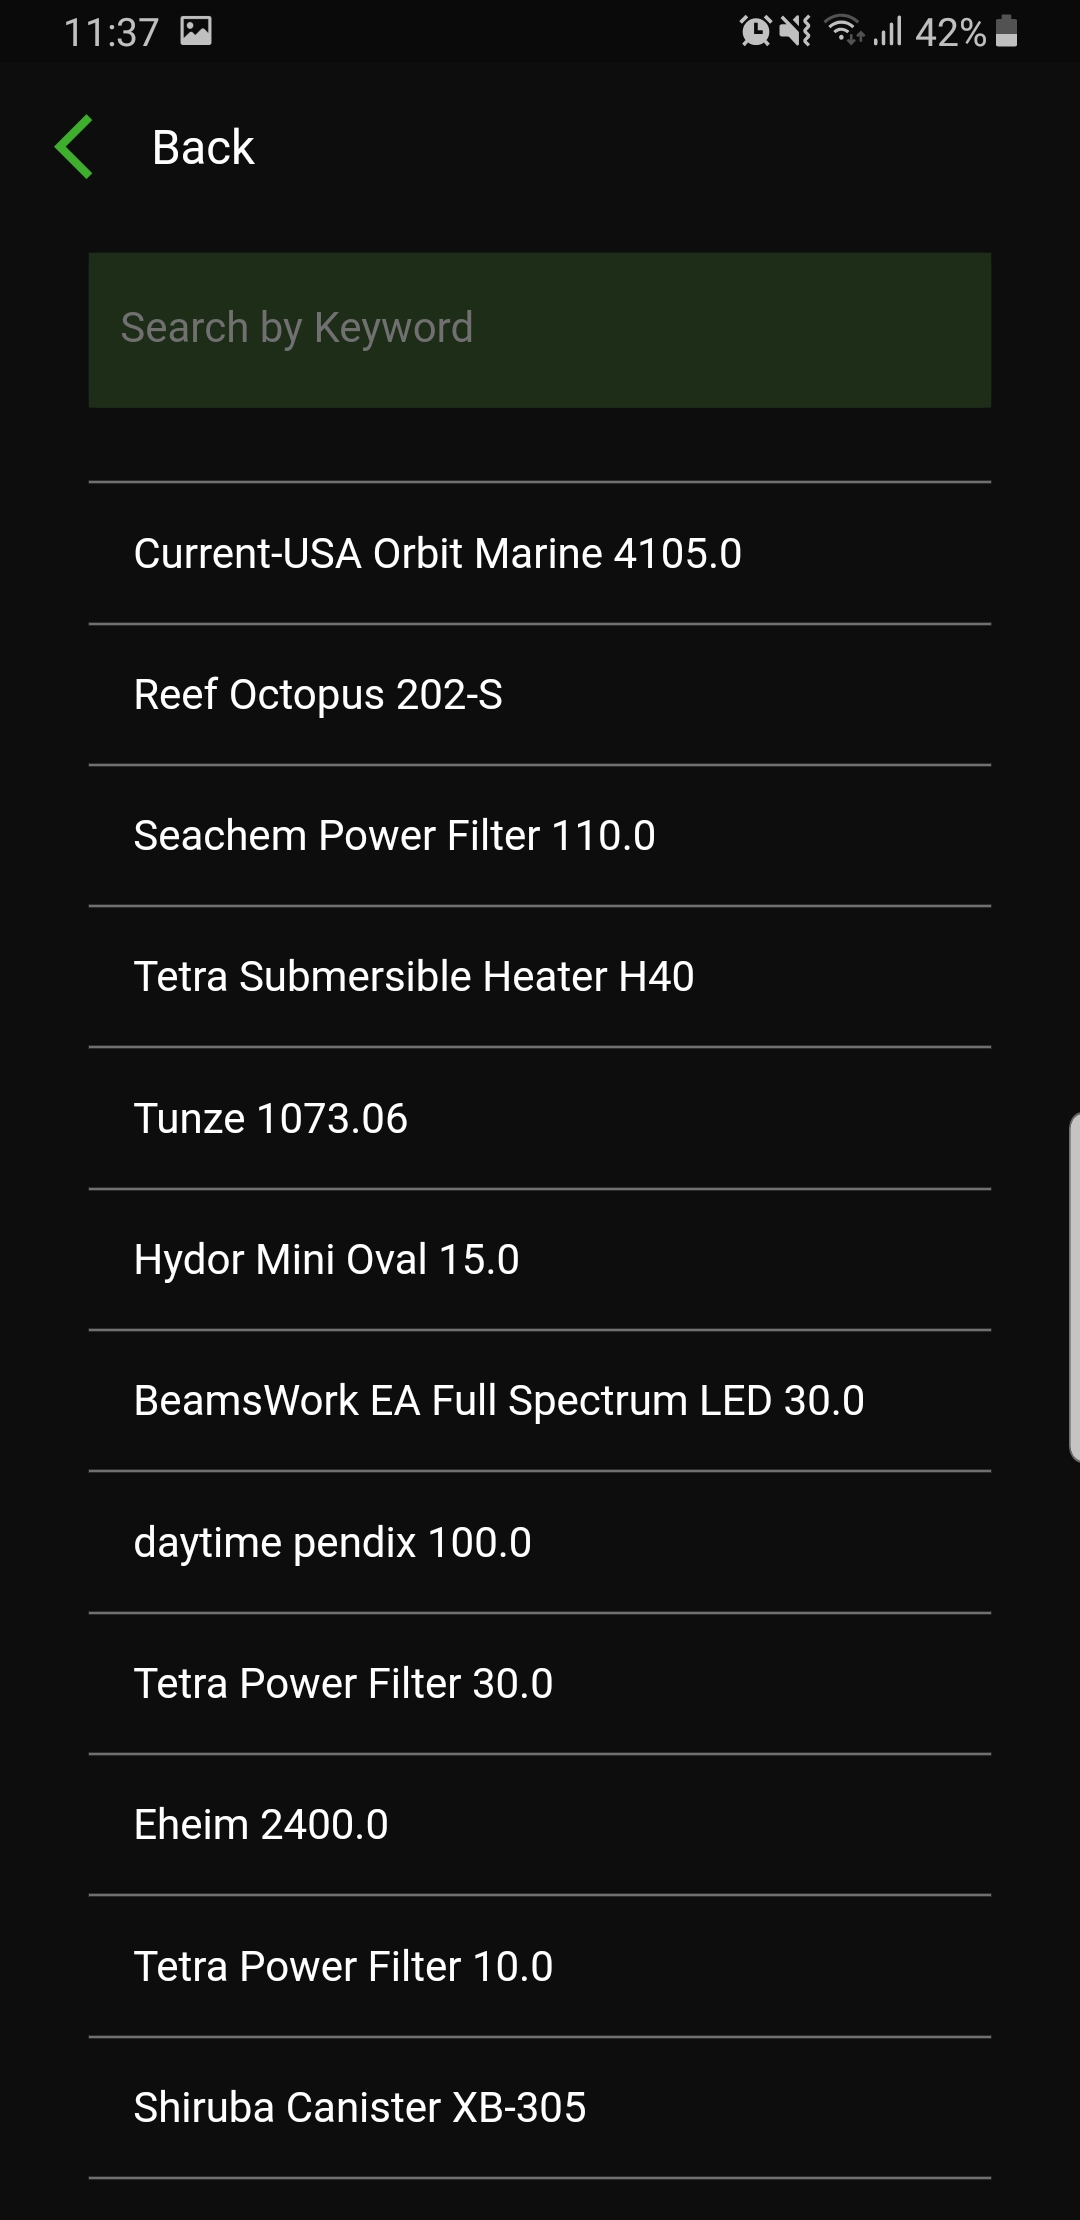 11:37
42%
Back
Search by Keyword
Current-USA Orbit Marine 4105.0
Reef Octopus 202-S
Seachem Power Filter 110.0
Tetra Submersible Heater H40
Tunze 1073.06
Hydor Mini Oval 15.0
BeamsWork EA Full Spectrum LED 30.0
daytime pendix 100.0
Tetra Power Filter 30.0
Eheim 2400.0
Tetra Power Filter 10.0
Shiruba Canister XB-305